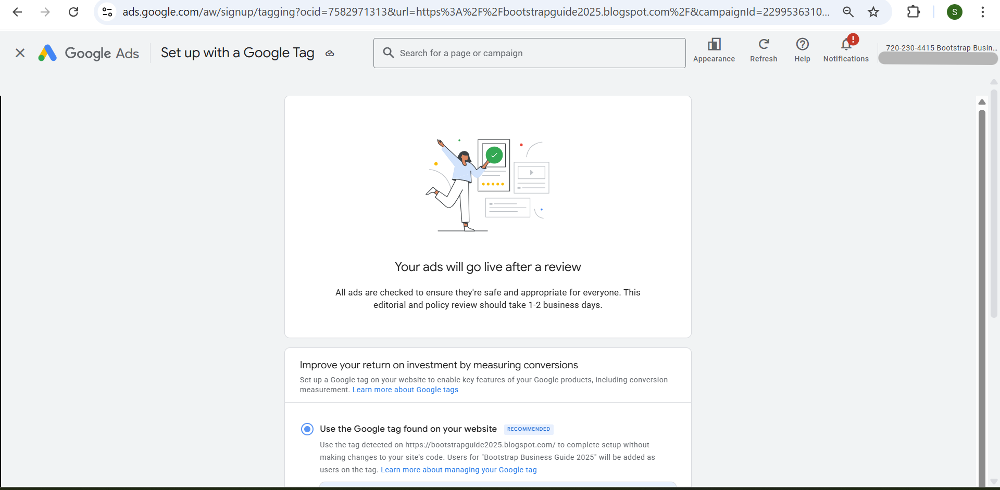 ads.google.com/aw/signup/tagging?ocid=7582971313&url=https%3A%2F%2Fbootstrapguide2025.blogspot.com%2F&campaignId=2299536310...
S
Google Ads
Set up with a Google Tag
Search for a page or campaign
Appearance
Refresh
Help
!
Notifications
720-230-4415 Bootstrap Busin...
Your ads will go live after a review
All ads are checked to ensure they're safe and appropriate for everyone. This
editorial and policy review should take 1-2 business days.
Improve your return on investment by measuring conversions
Set up a Google tag on your website to enable key features of your Google products, including conversion
measurement. Learn more about Google tags
Use the Google tag found on your website RECOMMENDED
Use the tag detected on https://bootstrapguide2025.blogspot.com/ to complete setup without
making changes to your site's code. Users for "Bootstrap Business Guide 2025" will be added as
users on the tag. Learn more about managing your Google tag